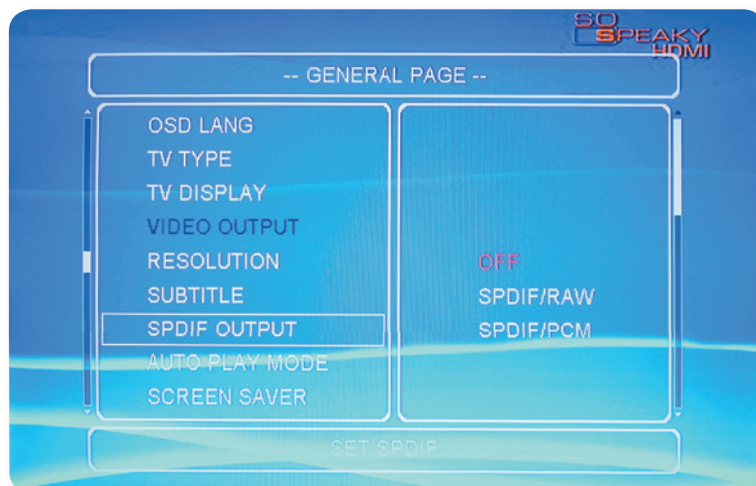 SO
SPEAKY
HDMI
-- GENERAL PAGE --
OSD LANG
TV TYPE
TV DISPLAY
VIDEO OUTPUT
RESOLUTION
SUBTITLE
SPDIF OUTPUT
AUTO PLAY MODE
SCREEN SAVER
OFF
SPDIF/RAW
SPDIF/PCM
SET SPDIF